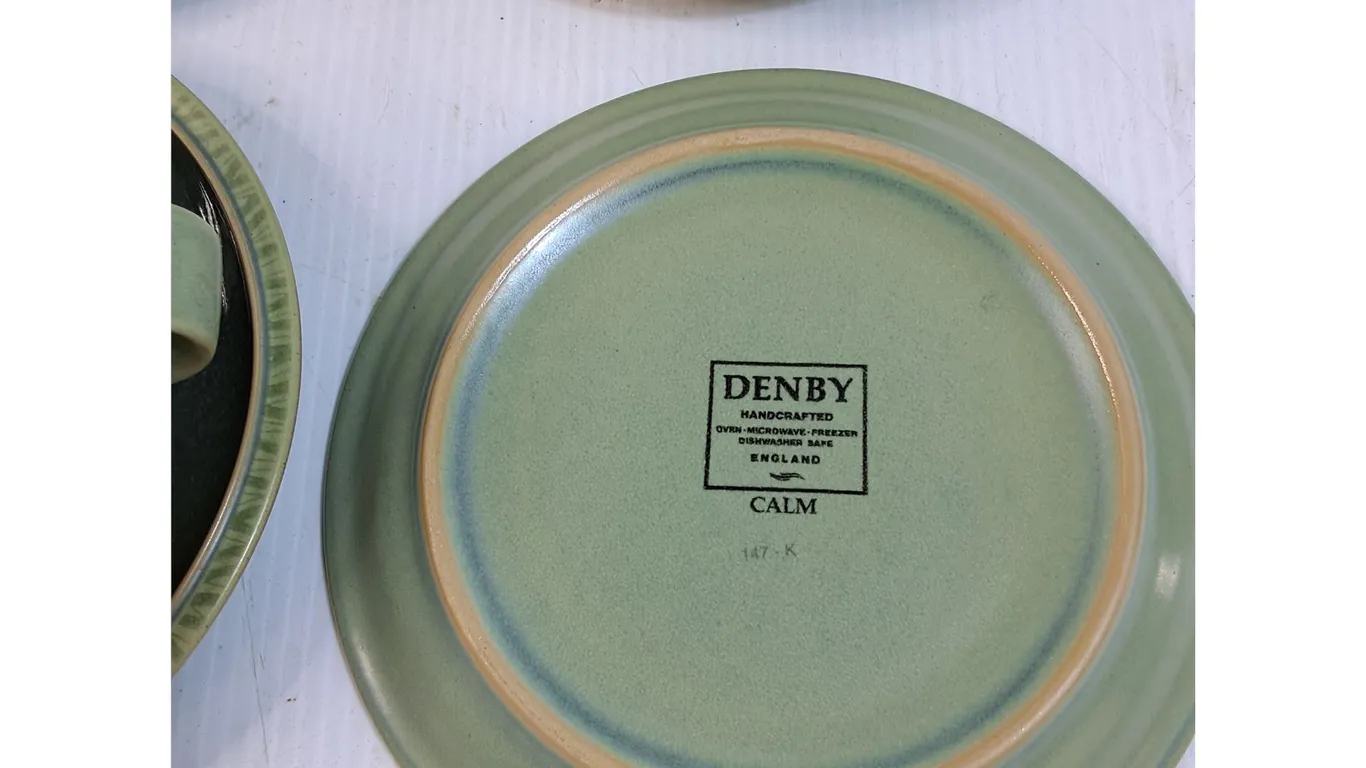 DENBY
HANDCRAFTED
OVEN·MICROWAVE·FREEZER
DISHWASHER SAFE
ENGLAND
CALM
147-K